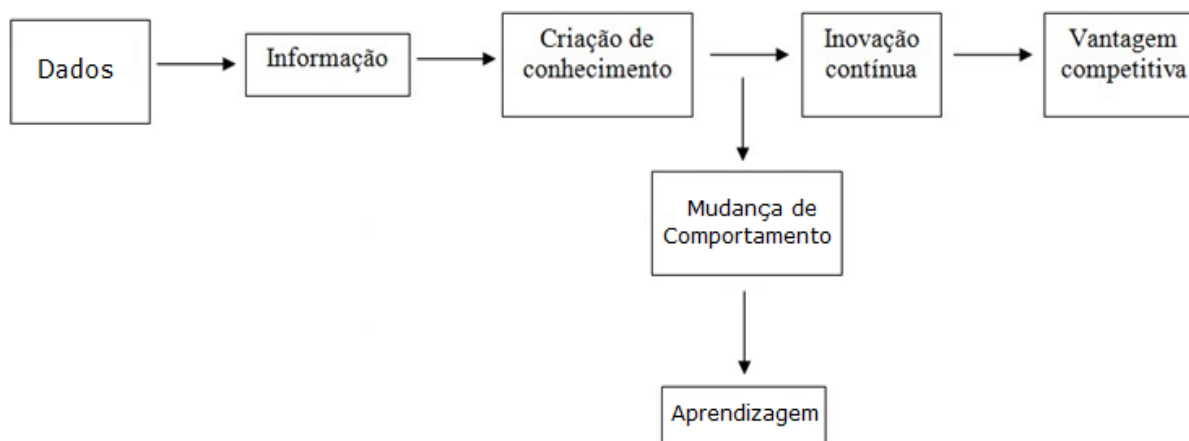 Dados
Informação
Criação de
conhecimento
Inovação
contínua
Vantagem
competitiva
Mudança de
Comportamento
Aprendizagem